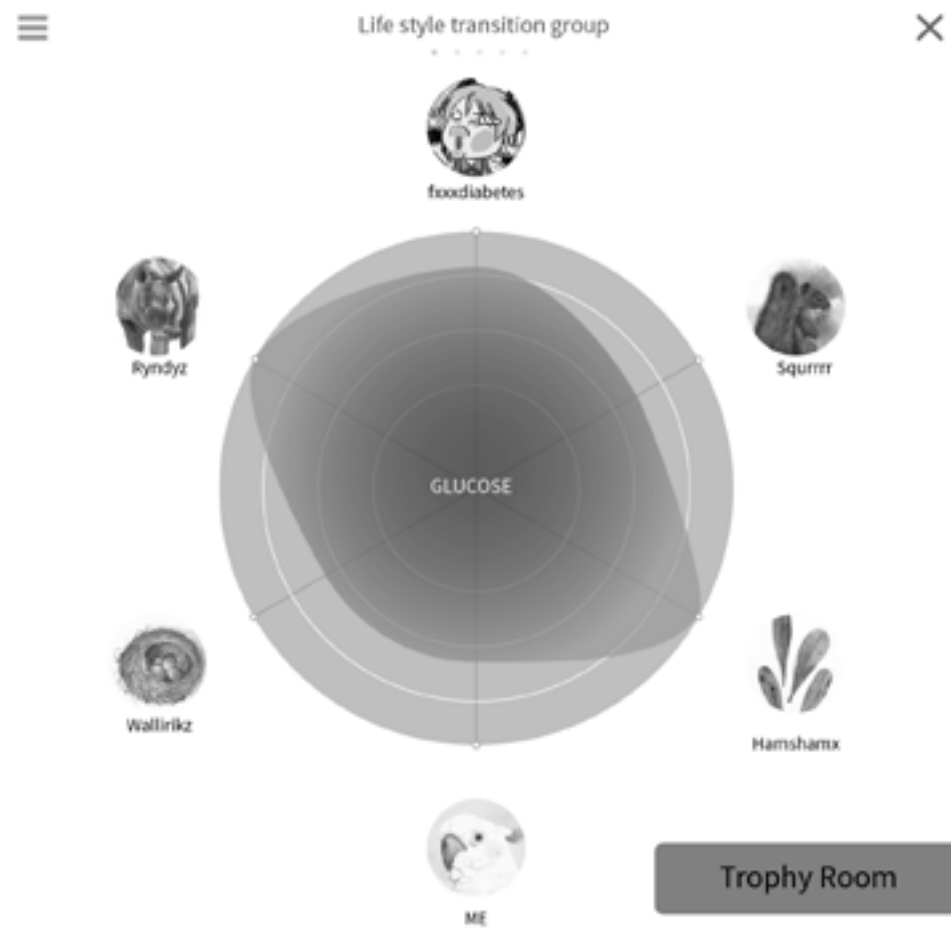 Life style transition group
fxxxdiabetes
Ryndyz
Squrrrr
GLUCOSE
Wallirikz
Hamshamx
ME
Trophy Room